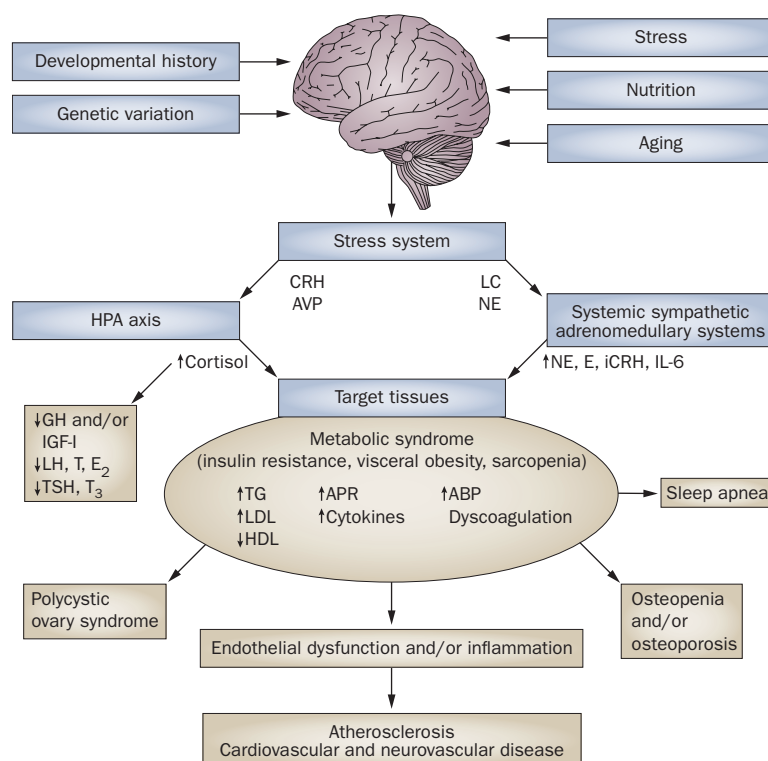 Developmental history
Genetic variation
Stress
Nutrition
Aging
Stress system
CRH
AVP
LC
NE
HPA axis
Systemic sympathetic
adrenomedullary systems
↑Cortisol
↑NE, E, iCRH, IL-6
Target tissues
↓GH and/or
IGF-I
↓LH, T, E₂
↓TSH, T₃
Metabolic syndrome
(insulin resistance, visceral obesity, sarcopenia)
↑TG
↑LDL
↓HDL
↑APR
↑Cytokines
↑ABP
Dyscoagulation
Sleep apnea
Polycystic
ovary syndrome
Osteopenia
and/or
osteoporosis
Endothelial dysfunction and/or inflammation
Atherosclerosis
Cardiovascular and neurovascular disease